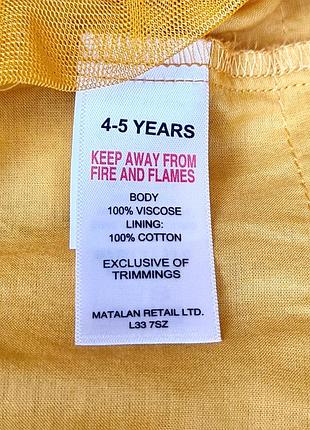 4-5 YEARS
KEEP AWAY FROM
FIRE AND FLAMES
BODY
100% VISCOSE
LINING:
100% COTTON
EXCLUSIVE OF
TRIMMINGS
MATALAN RETAIL LTD.
L33 7SZ